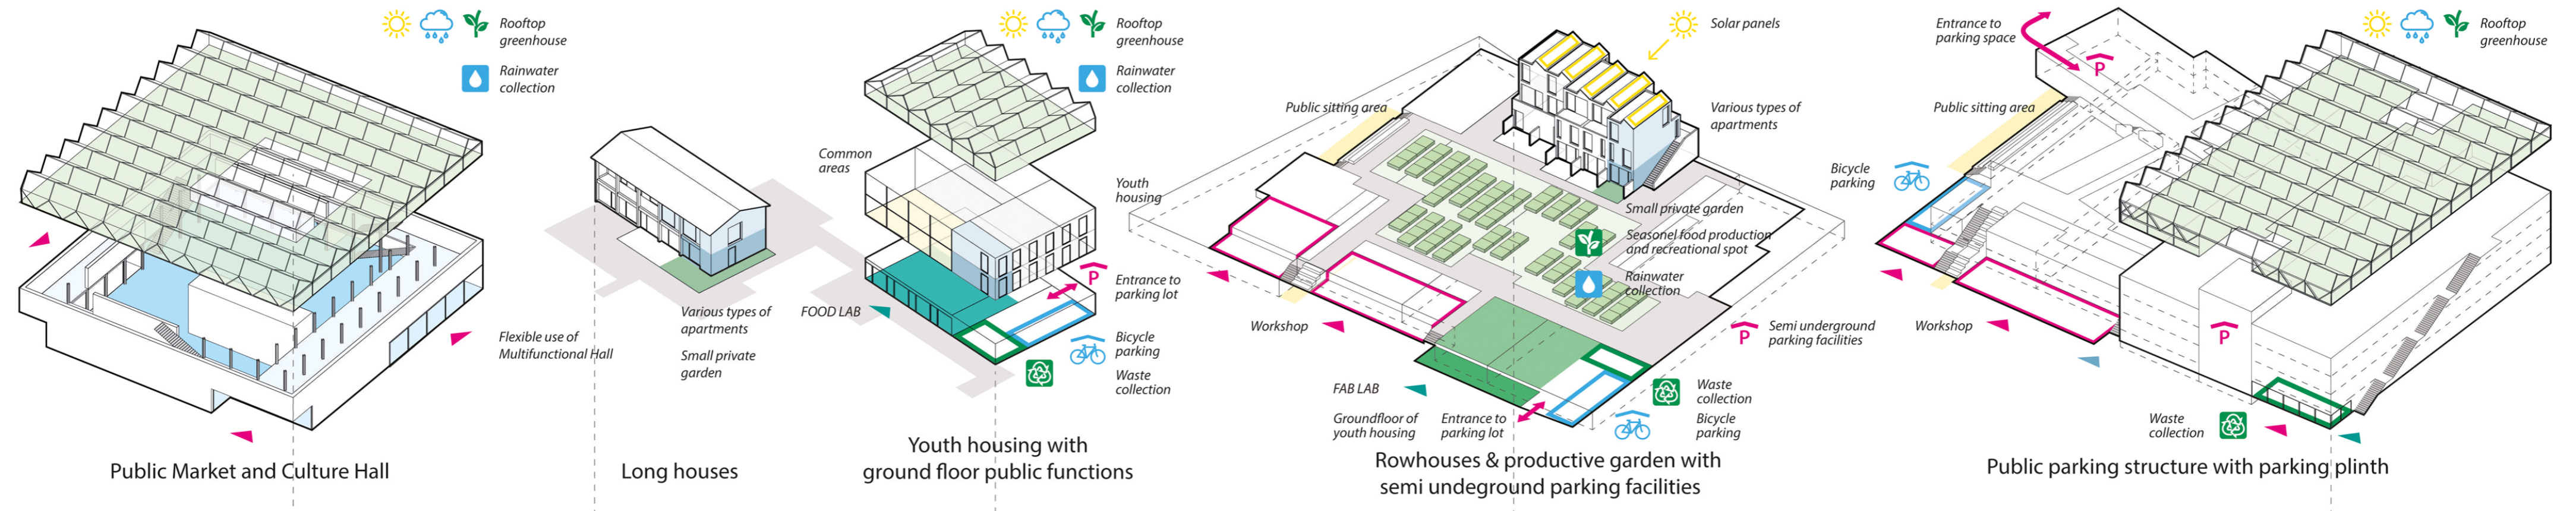 Rooftop
greenhouse
Rainwater
collection
Flexible use of
Multifunctional Hall
Public Market and Culture Hall
Various types of
apartments
Small private
garden
Long houses
Rooftop
greenhouse
Rainwater
collection
Common
areas
Youth
housing
FOOD LAB
P
Entrance to
parking lot
Bicycle
parking
Waste
collection
Youth housing with
ground floor public functions
Solar panels
Public sitting area
Various types of
apartments
Small private garden
Seasonel food production
and recreational spot
Rainwater
collection
Workshop
P
Semi underground
parking facilities
FAB LAB
Groundfloor of
youth housing
Entrance to
parking lot
Waste
collection
Bicycle
parking
Rowhouses & productive garden with
semi undeground parking facilities
Entrance to
parking space
P
Rooftop
greenhouse
Public sitting area
Bicycle
parking
Workshop
P
Waste
collection
Public parking structure with parking plinth